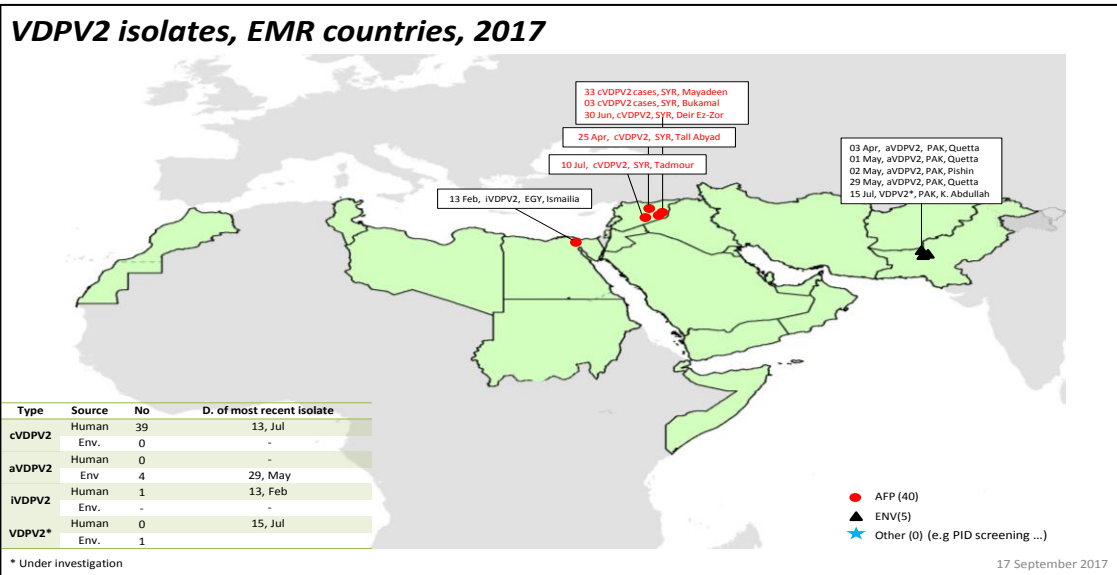 VDPV2 isolates, EMR countries, 2017
33 cVDPV2 cases, SYR, Mayadeen
03 cVDPV2 cases, SYR, Bukamal
30 Jun, cVDPV2, SYR, Deir Ez-Zor
25 Apr, cVDPV2, SYR, Tall Abyad
10 Jul, cVDPV2, SYR, Tadmour
13 Feb, iVDPV2, EGY, Ismailia
03 Apr, aVDPV2, PAK, Quetta
01 May, aVDPV2, PAK, Quetta
02 May, aVDPV2, PAK, Pishin
29 May, aVDPV2, PAK, Quetta
15 Jul, VDPV2*, PAK, K. Abdullah
Type Source No D. of most recent isolate
cVDPV2 Human 39 13, Jul
Env. 0 -
aVDPV2 Human 0 -
Env 4 29, May
iVDPV2 Human 1 13, Feb
Env. - -
VDPV2* Human 0 15, Jul
Env. 1
AFP (40)
ENV(5)
Other (0) (e.g PID screening ...)
* Under investigation
17 September 2017